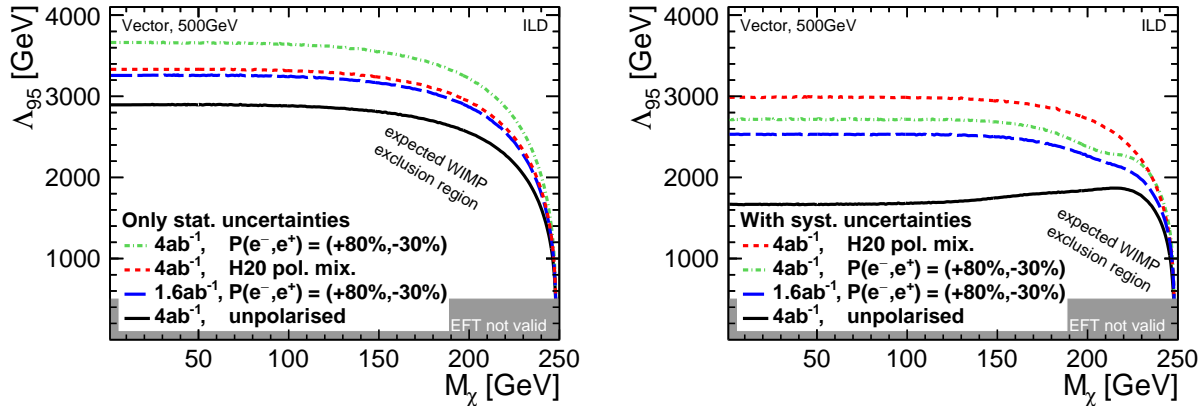 Λ₉₅ [GeV]
4000
3000
2000
1000
Vector, 500GeV
ILD
expected WIMP
exclusion region
Only stat. uncertainties
4ab⁻¹, P(e⁻,e⁺) = (+80%,-30%)
4ab⁻¹, H20 pol. mix.
1.6ab⁻¹, P(e⁻,e⁺) = (+80%,-30%)
4ab⁻¹, unpolarised
EFT not valid
50 100 150 200 250
Mχ [GeV]
Λ₉₅ [GeV]
4000
3000
2000
1000
Vector, 500GeV
ILD
With syst. uncertainties
4ab⁻¹, H20 pol. mix.
4ab⁻¹, P(e⁻,e⁺) = (+80%,-30%)
1.6ab⁻¹, P(e⁻,e⁺) = (+80%,-30%)
4ab⁻¹, unpolarised
expected WIMP
exclusion region
EFT not valid
50 100 150 200 250
Mχ [GeV]